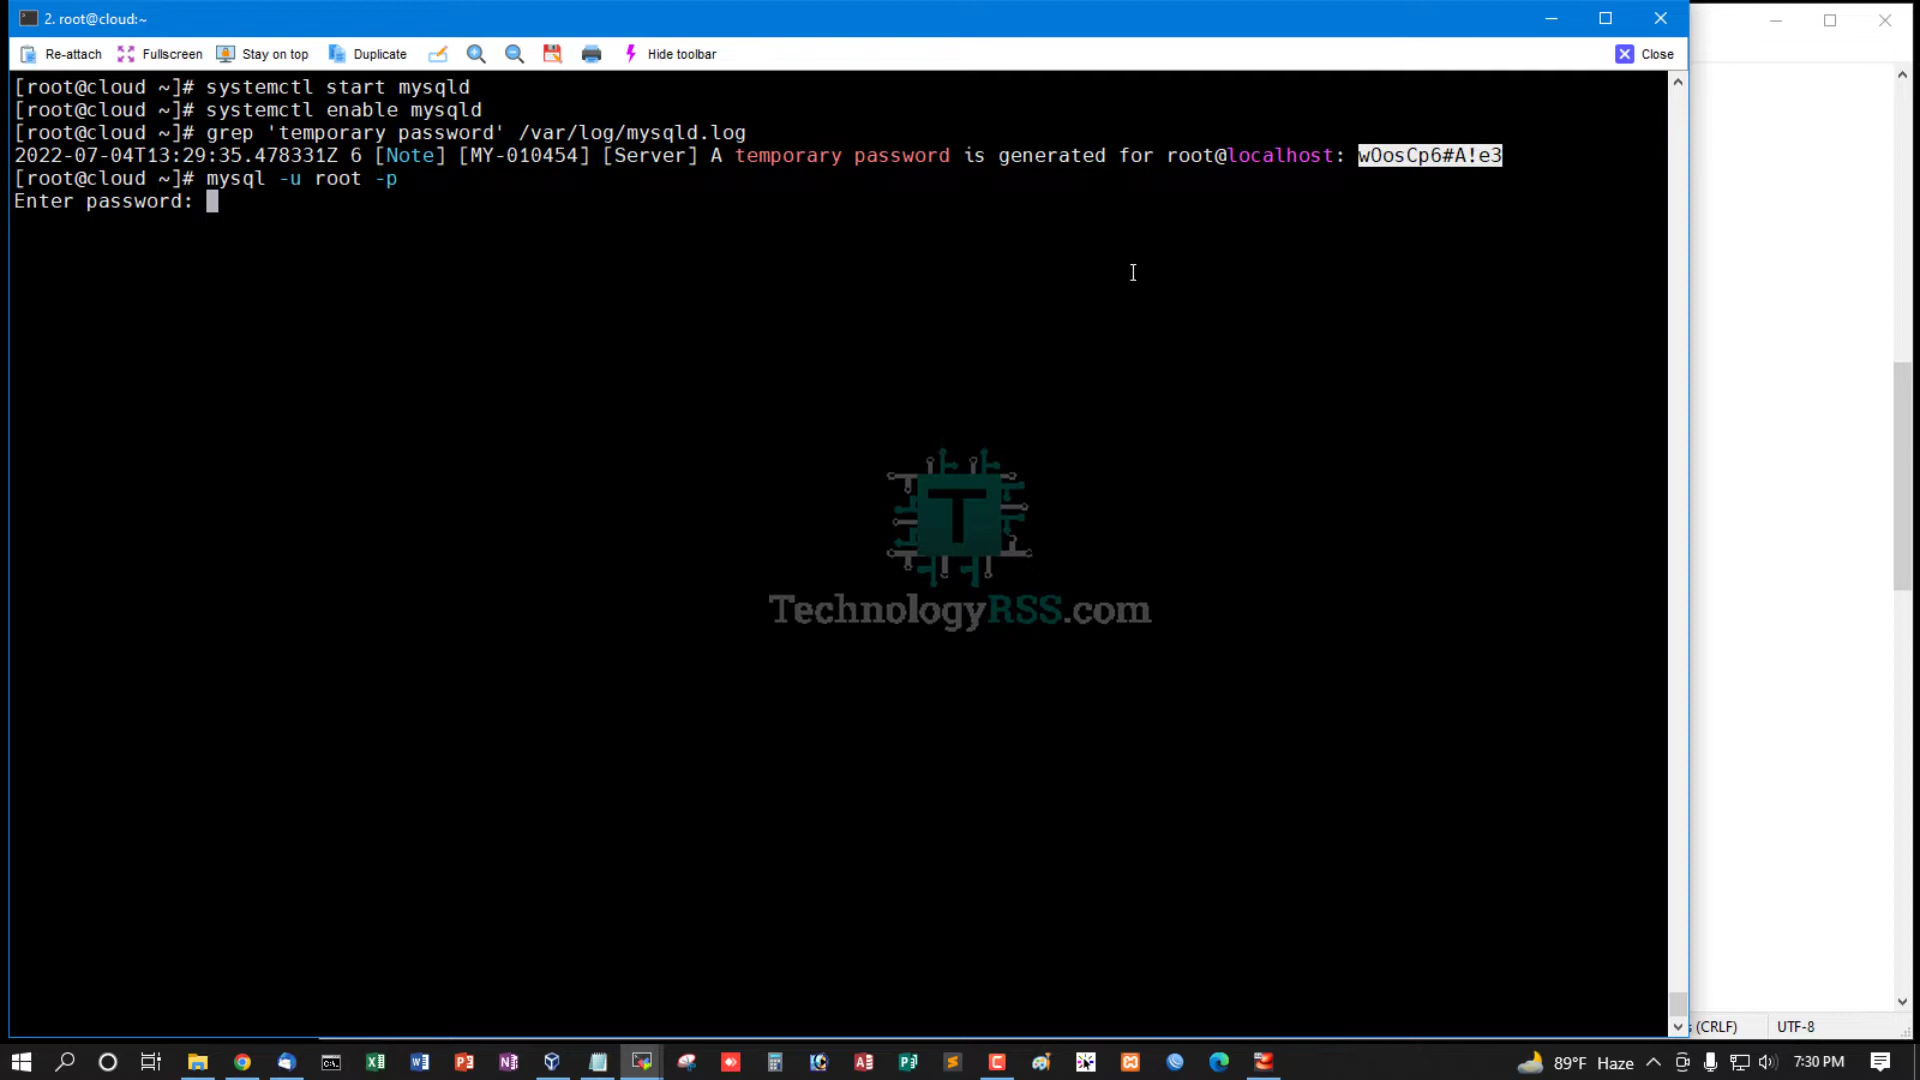 2. root@cloud:~
Re-attach Fullscreen Stay on top Duplicate Hide toolbar Close
[root@cloud ~]# systemctl start mysqld
[root@cloud ~]# systemctl enable mysqld
[root@cloud ~]# grep 'temporary password' /var/log/mysqld.log
2022-07-04T13:29:35.478331Z 6 [Note] [MY-010454] [Server] A temporary password is generated for root@localhost: wOosCp6#A!e3
[root@cloud ~]# mysql -u root -p
Enter password:
T
TechnologyRSS.com
(CRLF) UTF-8
89°F Haze 7:30 PM